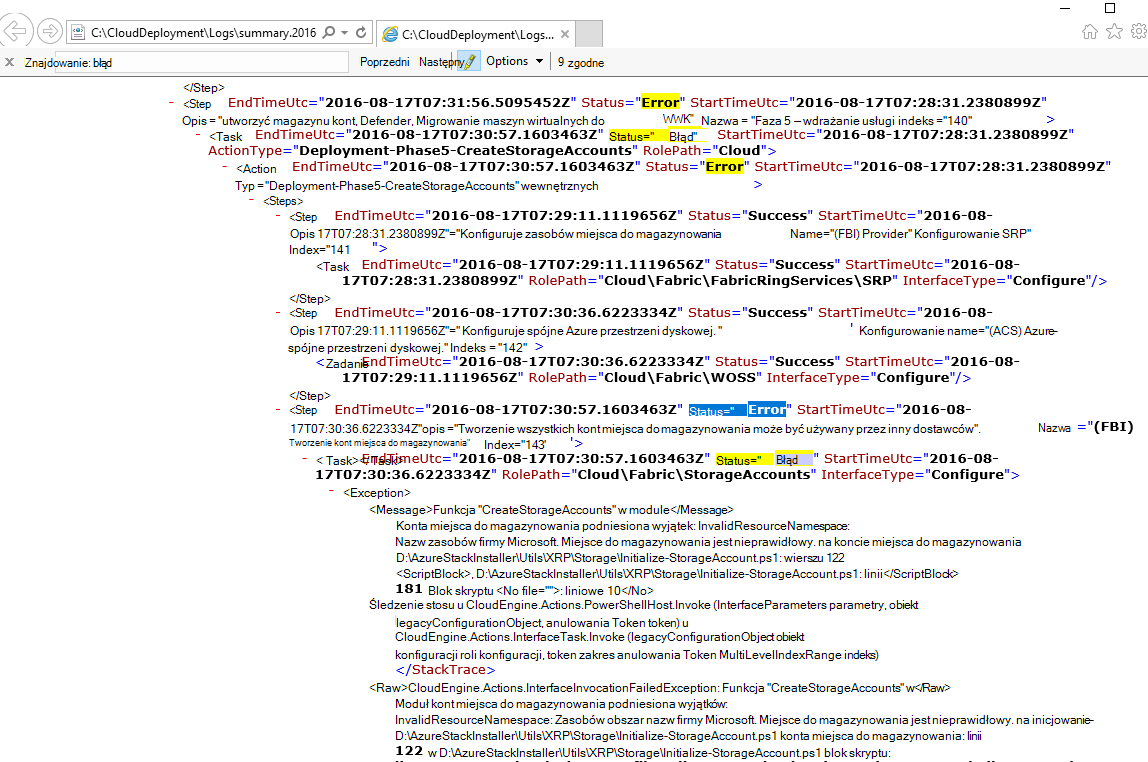 C:\CloudDeployment\Logs\summary.2016
C:\CloudDeployment\Logs...
Znajdowanie: błąd Poprzedni Następny Options 9 zgodne
</Step>
- <Step EndTimeUtc="2016-08-17T07:31:56.5095452Z" Status="Error" StartTimeUtc="2016-08-17T07:28:31.2380899Z"
Opis = "utworzyć magazynu kont, Defender, Migrowanie maszyn wirtualnych do WWK" Nazwa = "Faza 5 – wdrażanie usługi indeks ="140" >
- <Task EndTimeUtc="2016-08-17T07:30:57.1603463Z" Status=" Błąd" StartTimeUtc="2016-08-17T07:28:31.2380899Z"
ActionType="Deployment-Phase5-CreateStorageAccounts" RolePath="Cloud">
- <Action EndTimeUtc="2016-08-17T07:30:57.1603463Z" Status="Error" StartTimeUtc="2016-08-17T07:28:31.2380899Z"
Typ ="Deployment-Phase5-CreateStorageAccounts" wewnętrznych >
- <Steps>
- <Step EndTimeUtc="2016-08-17T07:29:11.1119656Z" Status="Success" StartTimeUtc="2016-08-
Opis 17T07:28:31.2380899Z"="Konfiguruje zasobów miejsca do magazynowania Name="(FBI) Provider" Konfigurowanie SRP"
Index="141 ">
<Task EndTimeUtc="2016-08-17T07:29:11.1119656Z" Status="Success" StartTimeUtc="2016-08-
17T07:28:31.2380899Z" RolePath="Cloud\Fabric\FabricRingServices\SRP" InterfaceType="Configure"/>
</Step>
- <Step EndTimeUtc="2016-08-17T07:30:36.6223334Z" Status="Success" StartTimeUtc="2016-08-
Opis 17T07:29:11.1119656Z"=" Konfiguruje spójne Azure przestrzeni dyskowej. " ' Konfigurowanie name="(ACS) Azure-
spójne przestrzeni dyskowej." Indeks = "142" >
<Zadanie EndTimeUtc="2016-08-17T07:30:36.6223334Z" Status="Success" StartTimeUtc="2016-08-
17T07:29:11.1119656Z" RolePath="Cloud\Fabric\WOSS" InterfaceType="Configure"/>
</Step>
- <Step EndTimeUtc="2016-08-17T07:30:57.1603463Z" Status=" Error" StartTimeUtc="2016-08-
17T07:30:36.6223334Z"opis ="Tworzenie wszystkich kont miejsca do magazynowania może być używany przez inny dostawców". Nazwa ="(FBI)
Tworzenie kont miejsca do magazynowania" Index="143' '>
- < Task></Task> EndTimeUtc="2016-08-17T07:30:57.1603463Z" Status=" Błąd " StartTimeUtc="2016-08-
17T07:30:36.6223334Z" RolePath="Cloud\Fabric\StorageAccounts" InterfaceType="Configure">
- <Exception>
<Message>Funkcja "CreateStorageAccounts" w module</Message>
Konta miejsca do magazynowania podniesiona wyjątek: InvalidResourceNamespace:
Nazw zasobów firmy Microsoft. Miejsce do magazynowania jest nieprawidłowy. na koncie miejsca do magazynowania
D:\AzureStackInstaller\Utils\XRP\Storage\Initialize-StorageAccount.ps1: wierszu 122
<ScriptBlock>, D:\AzureStackInstaller\Utils\XRP\Storage\Initialize-StorageAccount.ps1: linii</ScriptBlock>
181 Blok skryptu <No file="">: liniowe 10</No>
Śledzenie stosu u CloudEngine.Actions.PowerShellHost.Invoke (InterfaceParameters parametry, obiekt
legacyConfigurationObject, anulowania Token token) u
CloudEngine.Actions.InterfaceTask.Invoke (legacyConfigurationObject obiekt
konfiguracji roli konfiguracji, token zakres anulowania Token MultiLevelIndexRange indeks)
</StackTrace>
<Raw>CloudEngine.Actions.InterfaceInvocationFailedException: Funkcja "CreateStorageAccounts" w</Raw>
Moduł kont miejsca do magazynowania podniesiona wyjątków:
InvalidResourceNamespace: Zasobów obszar nazw firmy Microsoft. Miejsce do magazynowania jest nieprawidłowy. na inicjowanie-
D:\AzureStackInstaller\Utils\XRP\Storage\Initialize-StorageAccount.ps1 konta miejsca do magazynowania: linii
122 w D:\AzureStackInstaller\Utils\XRP\Storage\Initialize-StorageAccount.ps1 blok skryptu: